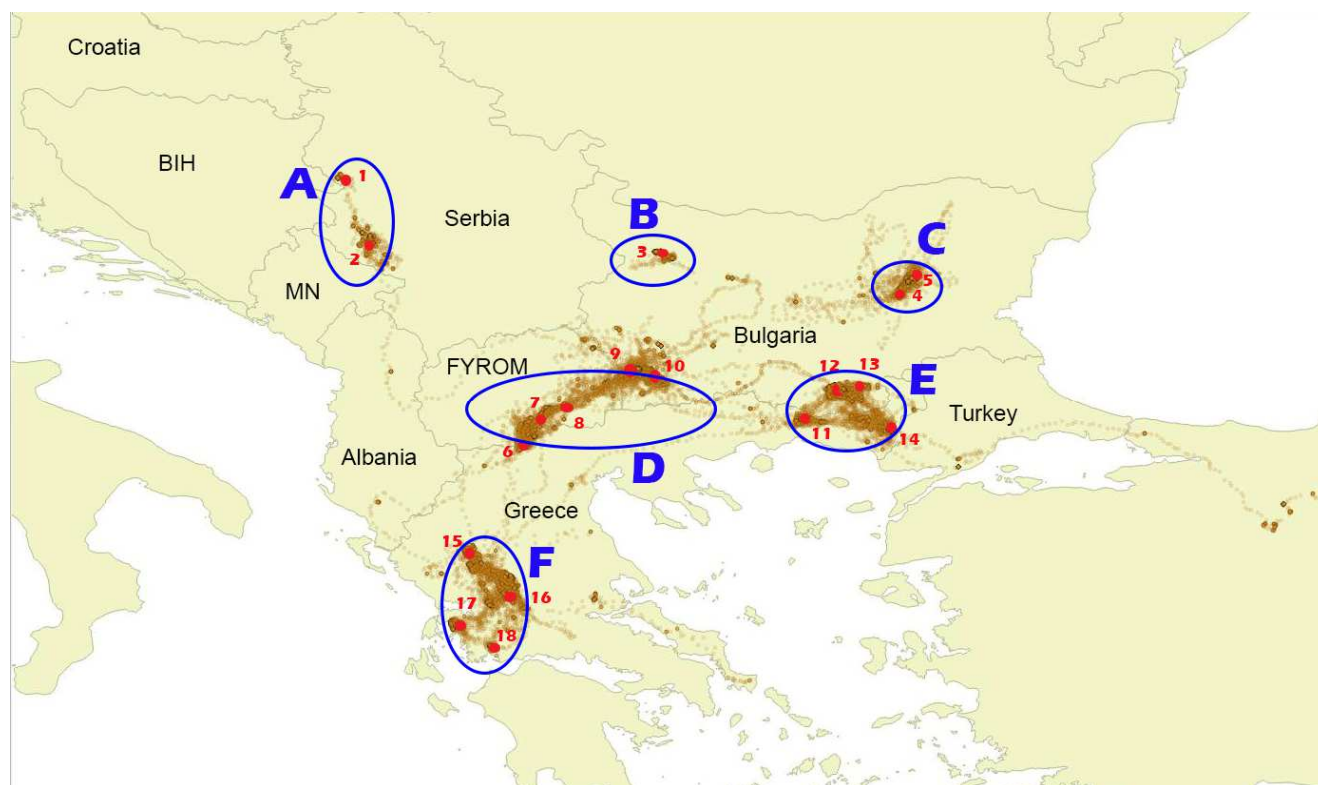 Croatia
BIH
A
1
B
Serbia
3
C
2
5
MN
4
Bulgaria
9
10
12
13
FYROM
E
7
8
11
Turkey
14
6
Albania
D
Greece
15
F
16
17
18